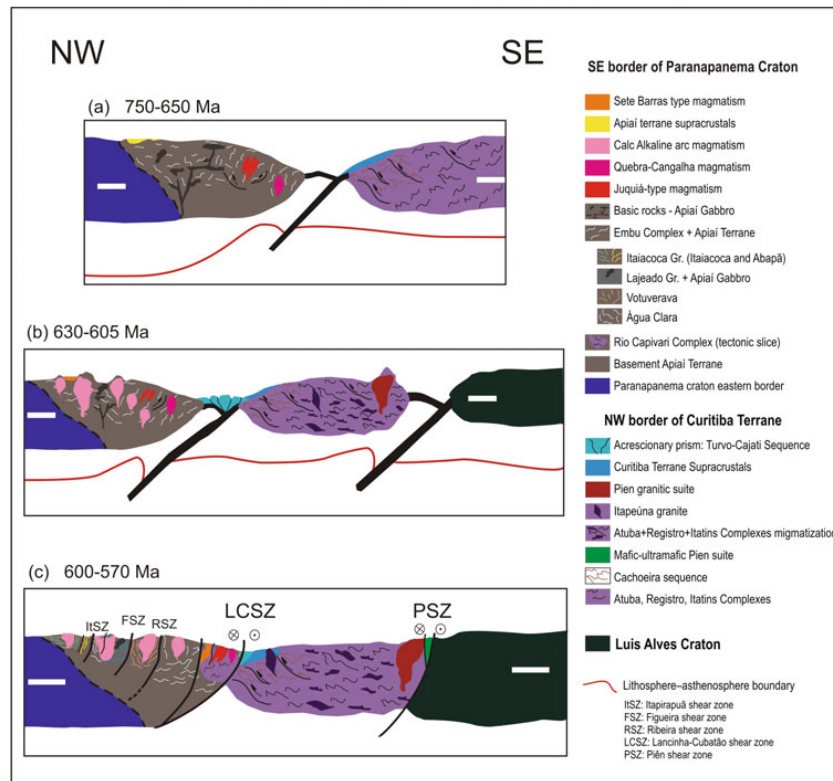 NW
SE
(a) 750-650 Ma
(b) 630-605 Ma
(c) 600-570 Ma
ItSZ
FSZ
RSZ
LCSZ
PSZ
SE border of Paranapanema Craton
Sete Barras type magmatism
Apiaí terrane supracrustals
Calc Alkaline arc magmatism
Quebra-Cangalha magmatism
Juquiá-type magmatism
Basic rocks - Apiaí Gabbro
Embu Complex + Apiaí Terrane
Itaiacoca Gr. (Itaiacoca and Abapã)
Lajeado Gr. + Apiaí Gabbro
Votuverava
Água Clara
Rio Capivari Complex (tectonic slice)
Basement Apiaí Terrane
Paranapanema craton eastern border
NW border of Curitiba Terrane
Acrescionary prism: Turvo-Cajati Sequence
Curitiba Terrane Supracrustals
Pien granitic suite
Itapeúna granite
Atuba+Registro+Itatins Complexes migmatization
Mafic-ultramafic Pien suite
Cachoeira sequence
Atuba, Registro, Itatins Complexes
Luis Alves Craton
Lithosphere–asthenosphere boundary
ItSZ: Itapirapuã shear zone
FSZ: Figueira shear zone
RSZ: Ribeira shear zone
LCSZ: Lancinha-Cubatão shear zone
PSZ: Piên shear zone